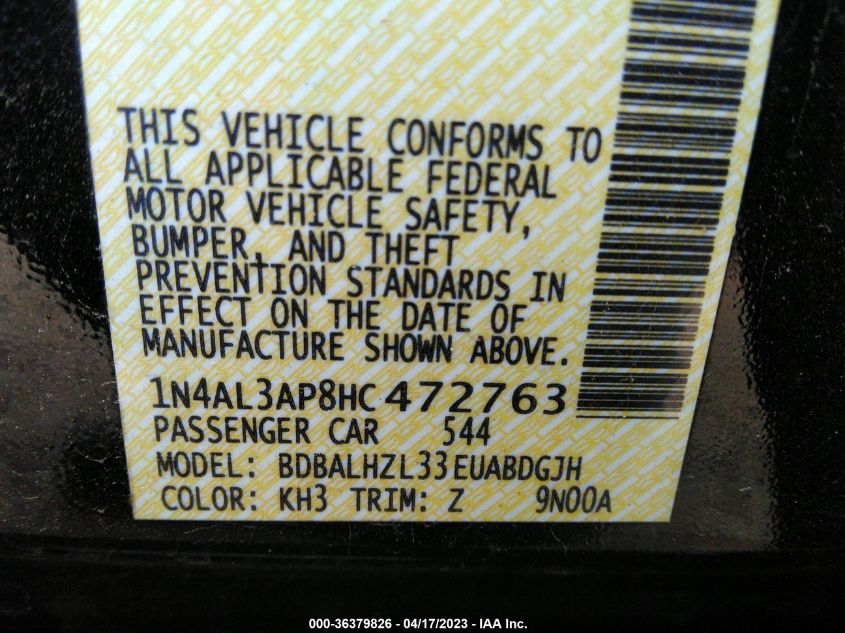 THIS VEHICLE CONFORMS TO
ALL APPLICABLE FEDERAL
MOTOR VEHICLE SAFETY,
BUMPER, AND THEFT
PREVENTION STANDARDS IN
EFFECT ON THE DATE OF
MANUFACTURE SHOWN ABOVE.
1N4AL3AP8HC472763
PASSENGER CAR 544
MODEL: BDBALHZL33EUABDGJH
COLOR: KH3 TRIM: Z 9N00A
000-36379826 - 04/17/2023 - IAA Inc.